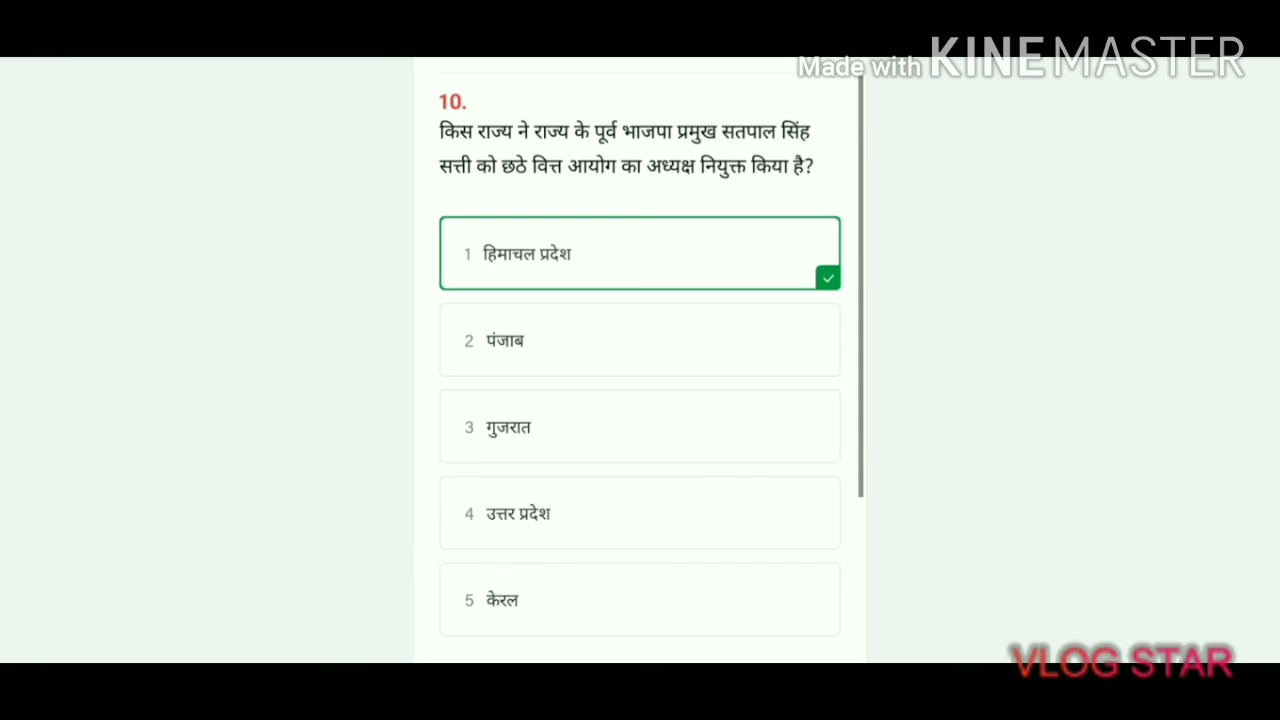 Made with KINEMASTER
10.
किस राज्य ने राज्य के पूर्व भाजपा प्रमुख सतपाल सिंह
सत्ती को छठे वित्त आयोग का अध्यक्ष नियुक्त किया है?
1 हिमाचल प्रदेश
2 पंजाब
3 गुजरात
4 उत्तर प्रदेश
5 केरल
VLOG STAR